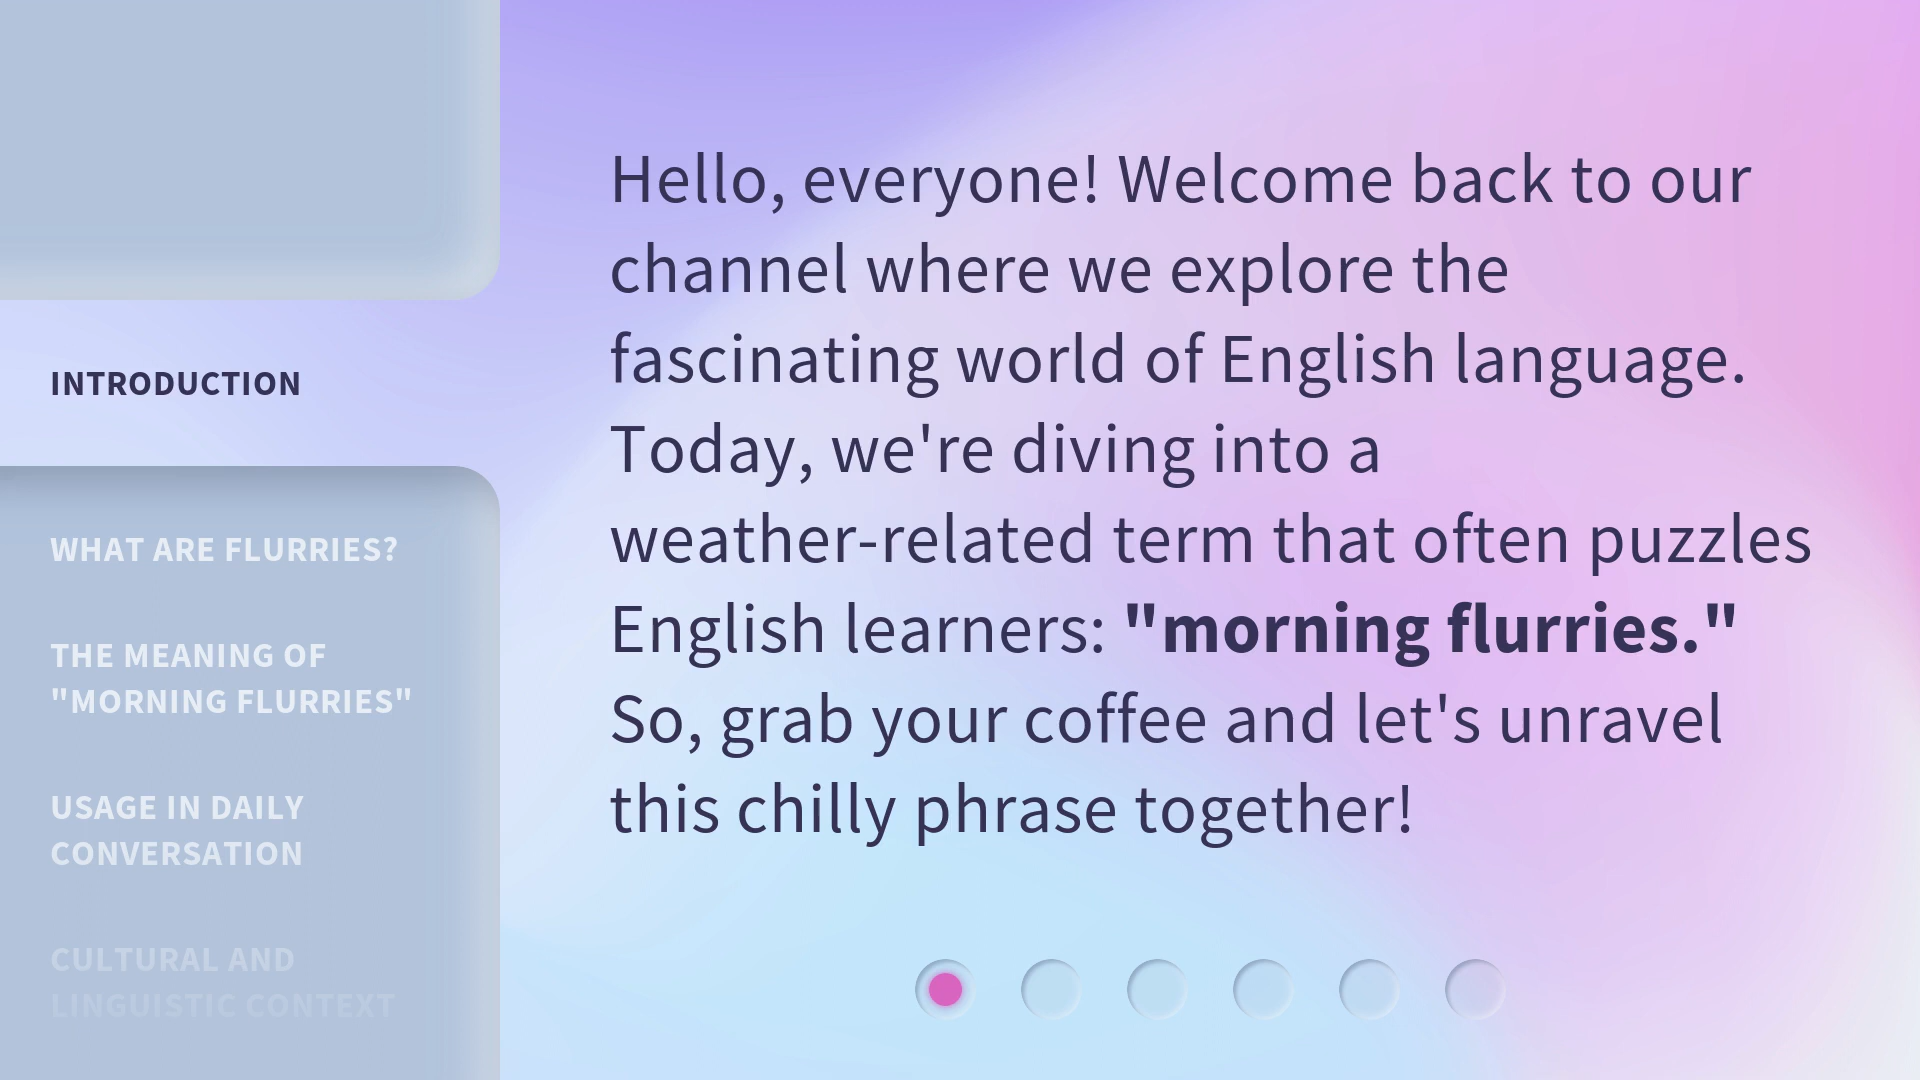 INTRODUCTION
WHAT ARE FLURRIES?
THE MEANING OF
"MORNING FLURRIES"
USAGE IN DAILY
CONVERSATION
CULTURAL AND
LINGUISTIC CONTEXT
Hello, everyone! Welcome back to our
channel where we explore the
fascinating world of English language.
Today, we're diving into a
weather-related term that often puzzles
English learners: "morning flurries."
So, grab your coffee and let's unravel
this chilly phrase together!